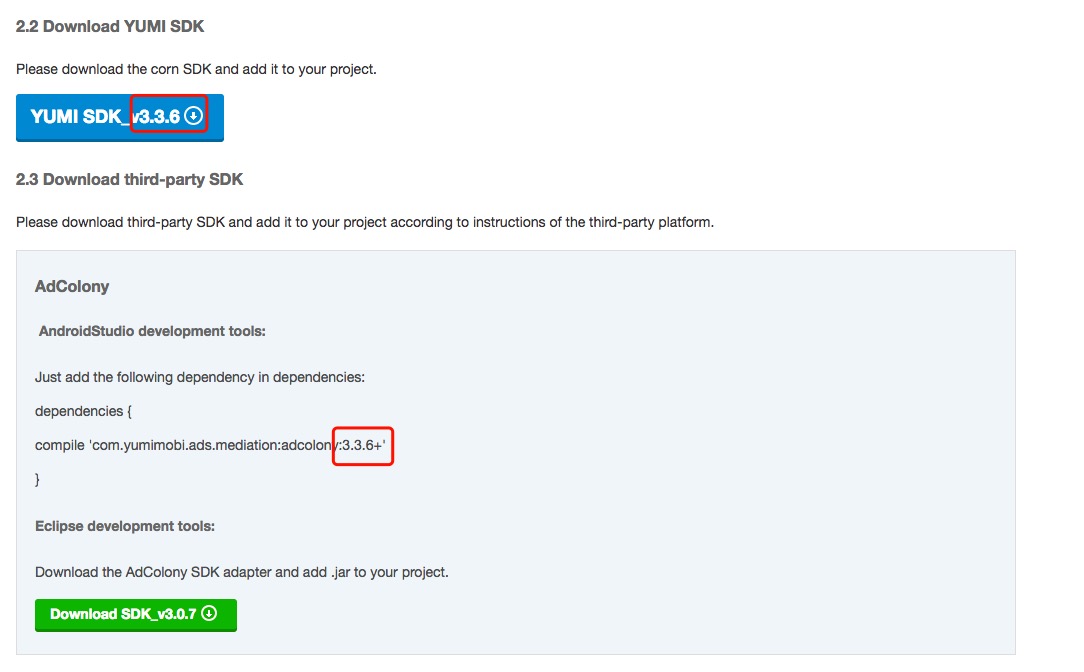 2.2 Download YUMI SDK
Please download the corn SDK and add it to your project.
YUMI SDK_v3.3.6
2.3 Download third-party SDK
Please download third-party SDK and add it to your project according to instructions of the third-party platform.
AdColony
AndroidStudio development tools:
Just add the following dependency in dependencies:
dependencies {
compile 'com.yumimobi.ads.mediation:adcolony:3.3.6+'
}
Eclipse development tools:
Download the AdColony SDK adapter and add .jar to your project.
Download SDK_v3.0.7